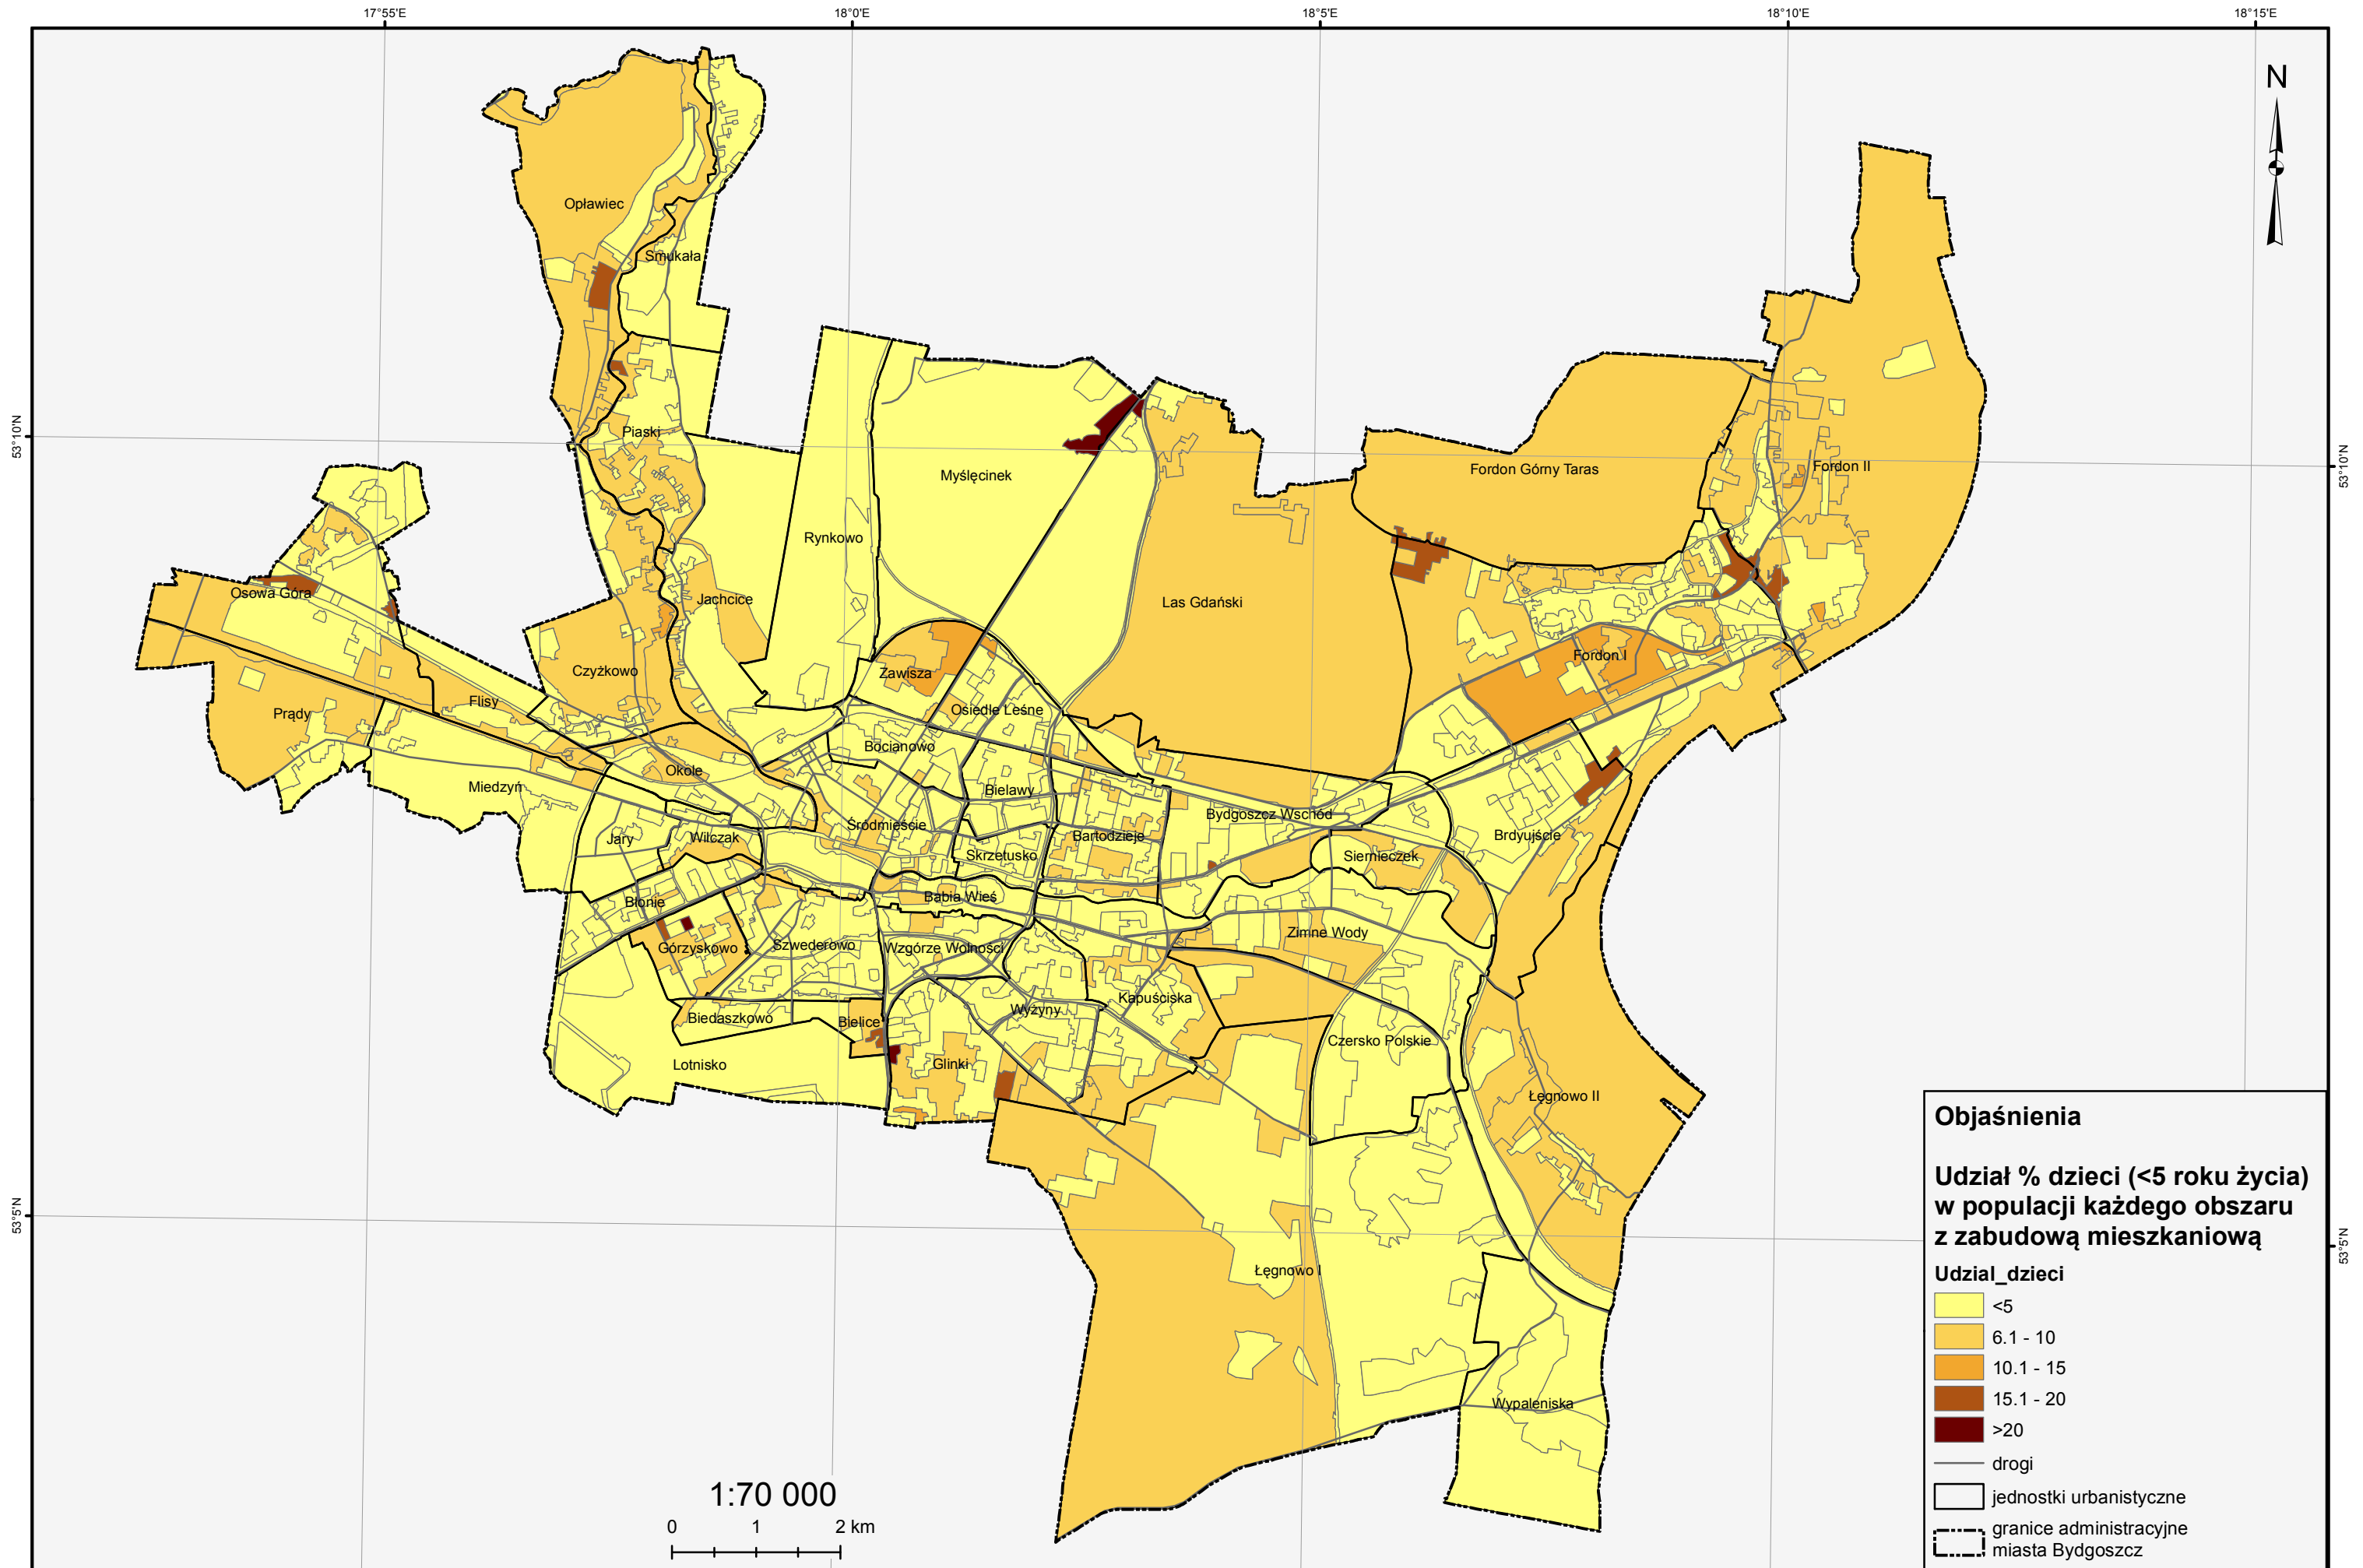 17°55'E
18°0'E
18°5'E
18°10'E
18°15'E
N
Opławiec
Smukała
53°10'N
Piaski
Myślęcinek
Fordon Górny Taras
Fordon II
53°10'N
Rynkowo
Osowa Góra
Jachcice
Las Gdański
Czyżkowo
Zawisza
Fordon I
Flisy
Prądy
Osiedle Leśne
Bocianowo
Okole
Miedzyń
Bielawy
Bydgoszcz Wschód
Śródmieście
Jary
Wilczak
Bartodzieje
Brdyujście
Skrzetusko
Siernieczek
Babia Wieś
Błonie
Zimne Wody
Górzyskowo
Szwederowo
Wzgórze Wolności
Kapuściska
Wyżyny
Biedaszkowo
Bielice
Czersko Polskie
Lotnisko
Glinki
Łęgnowo II
53°5'N
53°5'N
Łęgnowo I
Wypaleniska
1:70 000
0 1 2 km
Objaśnienia
Udział % dzieci (<5 roku życia)
w populacji każdego obszaru
z zabudową mieszkaniową
Udzial_dzieci
<5
6.1 - 10
10.1 - 15
15.1 - 20
>20
drogi
jednostki urbanistyczne
granice administracyjne
miasta Bydgoszcz